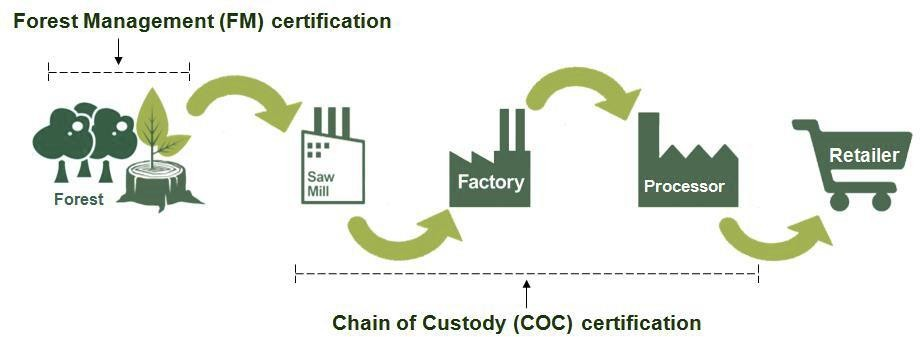 Forest Management (FM) certification
Forest
Saw
Mill
Factory
Processor
Retailer
Chain of Custody (COC) certification